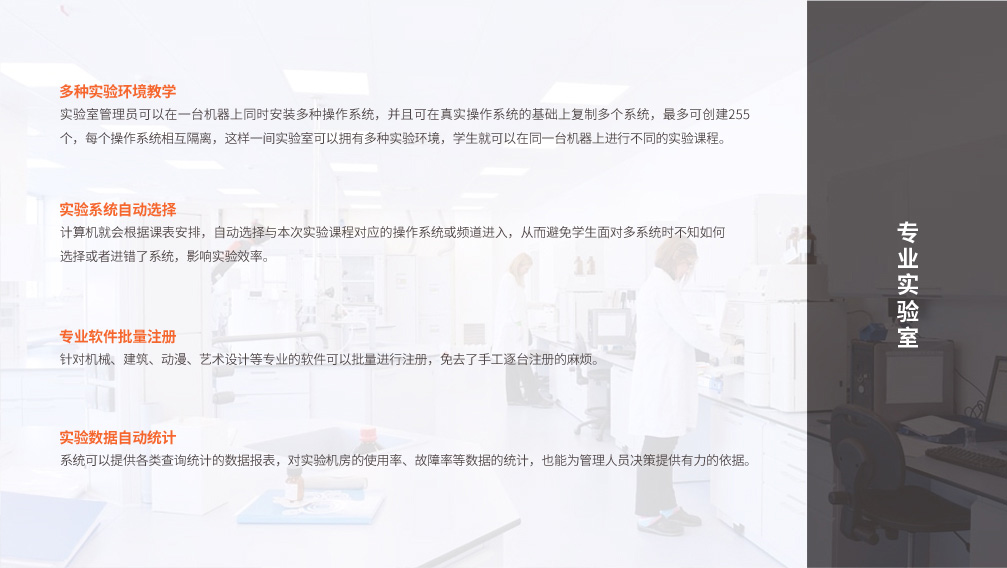 多种实验环境教学
实验室管理员可以在一台机器上同时安装多种操作系统，并且可在真实操作系统的基础上复制多个系统，最多可创建255
个，每个操作系统相互隔离，这样一间实验室可以拥有多种实验环境，学生就可以在同一台机器上进行不同的实验课程。
实验系统自动选择
计算机就会根据课表安排，自动选择与本次实验课程对应的操作系统或频道进入，从而避免学生面对多系统时不知如何
选择或者进错了系统，影响实验效率。
专业软件批量注册
针对机械、建筑、动漫、艺术设计等专业的软件可以批量进行注册，免去了手工逐台注册的麻烦。
实验数据自动统计
系统可以提供各类查询统计的数据报表，对实验机房的使用率、故障率等数据的统计，也能为管理人员决策提供有力的依据。
专业实验室